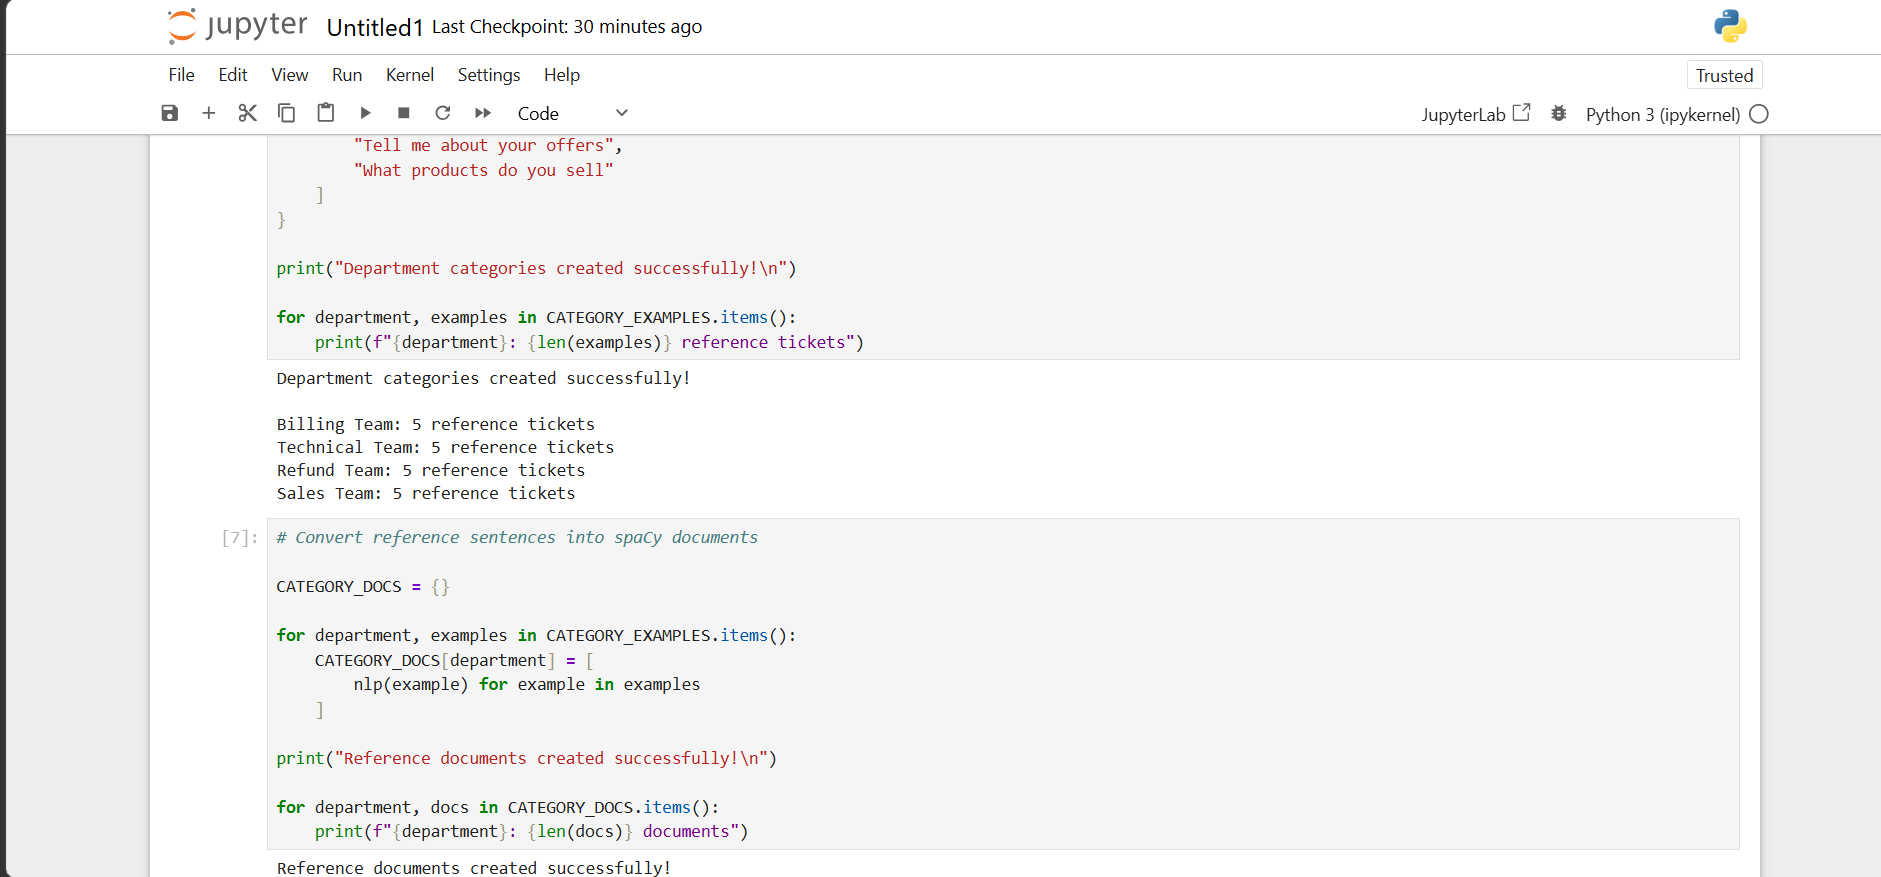 jupyter Untitled1 Last Checkpoint: 30 minutes ago
File Edit View Run Kernel Settings Help
Trusted
Code
JupyterLab
Python 3 (ipykernel)
        "Tell me about your offers",
        "What products do you sell"
    ]
}
print("Department categories created successfully!\n")
for department, examples in CATEGORY_EXAMPLES.items():
    print(f"{department}: {len(examples)} reference tickets")
Department categories created successfully!
Billing Team: 5 reference tickets
Technical Team: 5 reference tickets
Refund Team: 5 reference tickets
Sales Team: 5 reference tickets
[7]:
# Convert reference sentences into spaCy documents
CATEGORY_DOCS = {}
for department, examples in CATEGORY_EXAMPLES.items():
    CATEGORY_DOCS[department] = [
        nlp(example) for example in examples
    ]
print("Reference documents created successfully!\n")
for department, docs in CATEGORY_DOCS.items():
    print(f"{department}: {len(docs)} documents")
Reference documents created successfully!